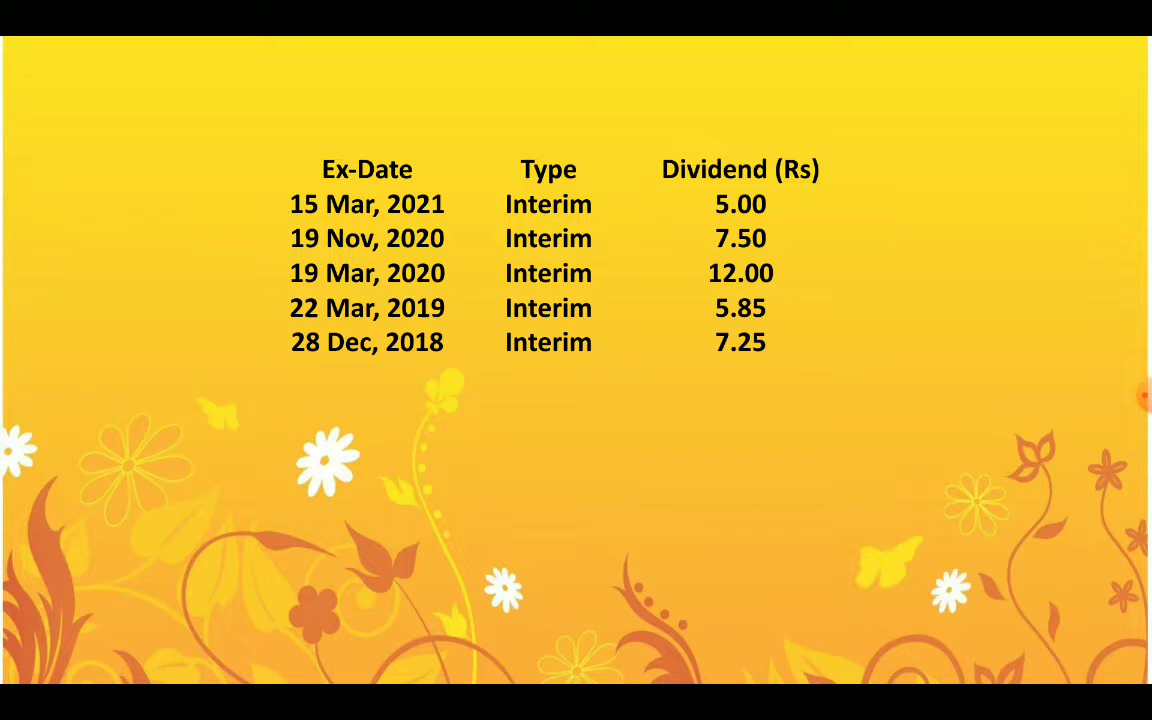 Ex-Date Type Dividend (Rs)
15 Mar, 2021 Interim 5.00
19 Nov, 2020 Interim 7.50
19 Mar, 2020 Interim 12.00
22 Mar, 2019 Interim 5.85
28 Dec, 2018 Interim 7.25